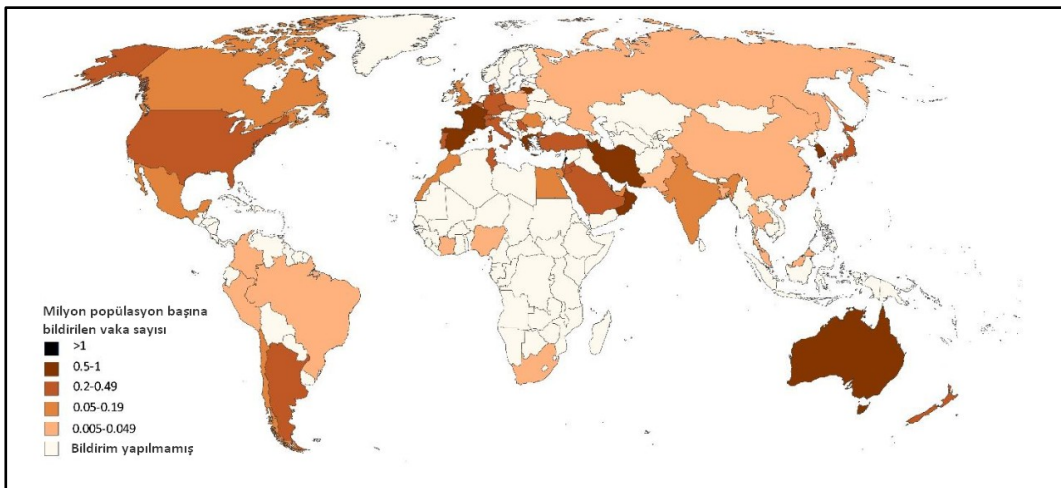 Milyon popülasyon başına
bildirilen vaka sayısı
>1
0.5-1
0.2-0.49
0.05-0.19
0.005-0.049
Bildirim yapılmamış